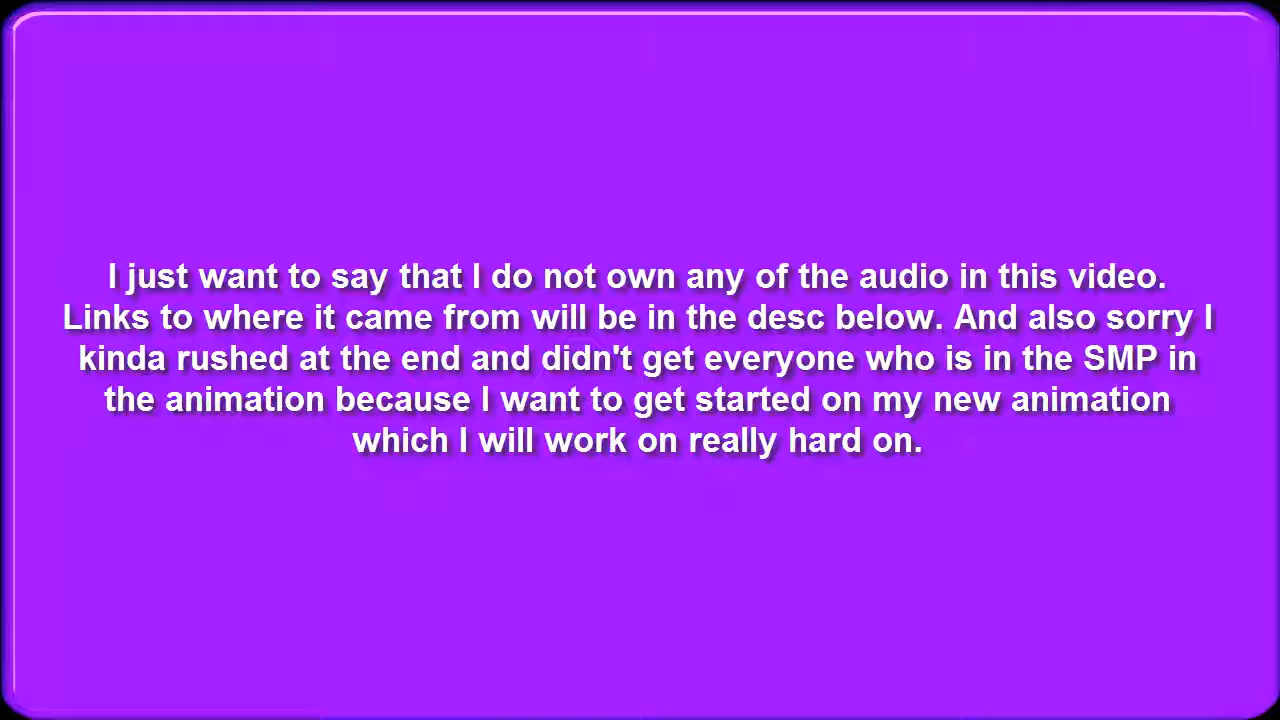 I just want to say that I do not own any of the audio in this video.
Links to where it came from will be in the desc below. And also sorry I
kinda rushed at the end and didn't get everyone who is in the SMP in
the animation because I want to get started on my new animation
which I will work on really hard on.